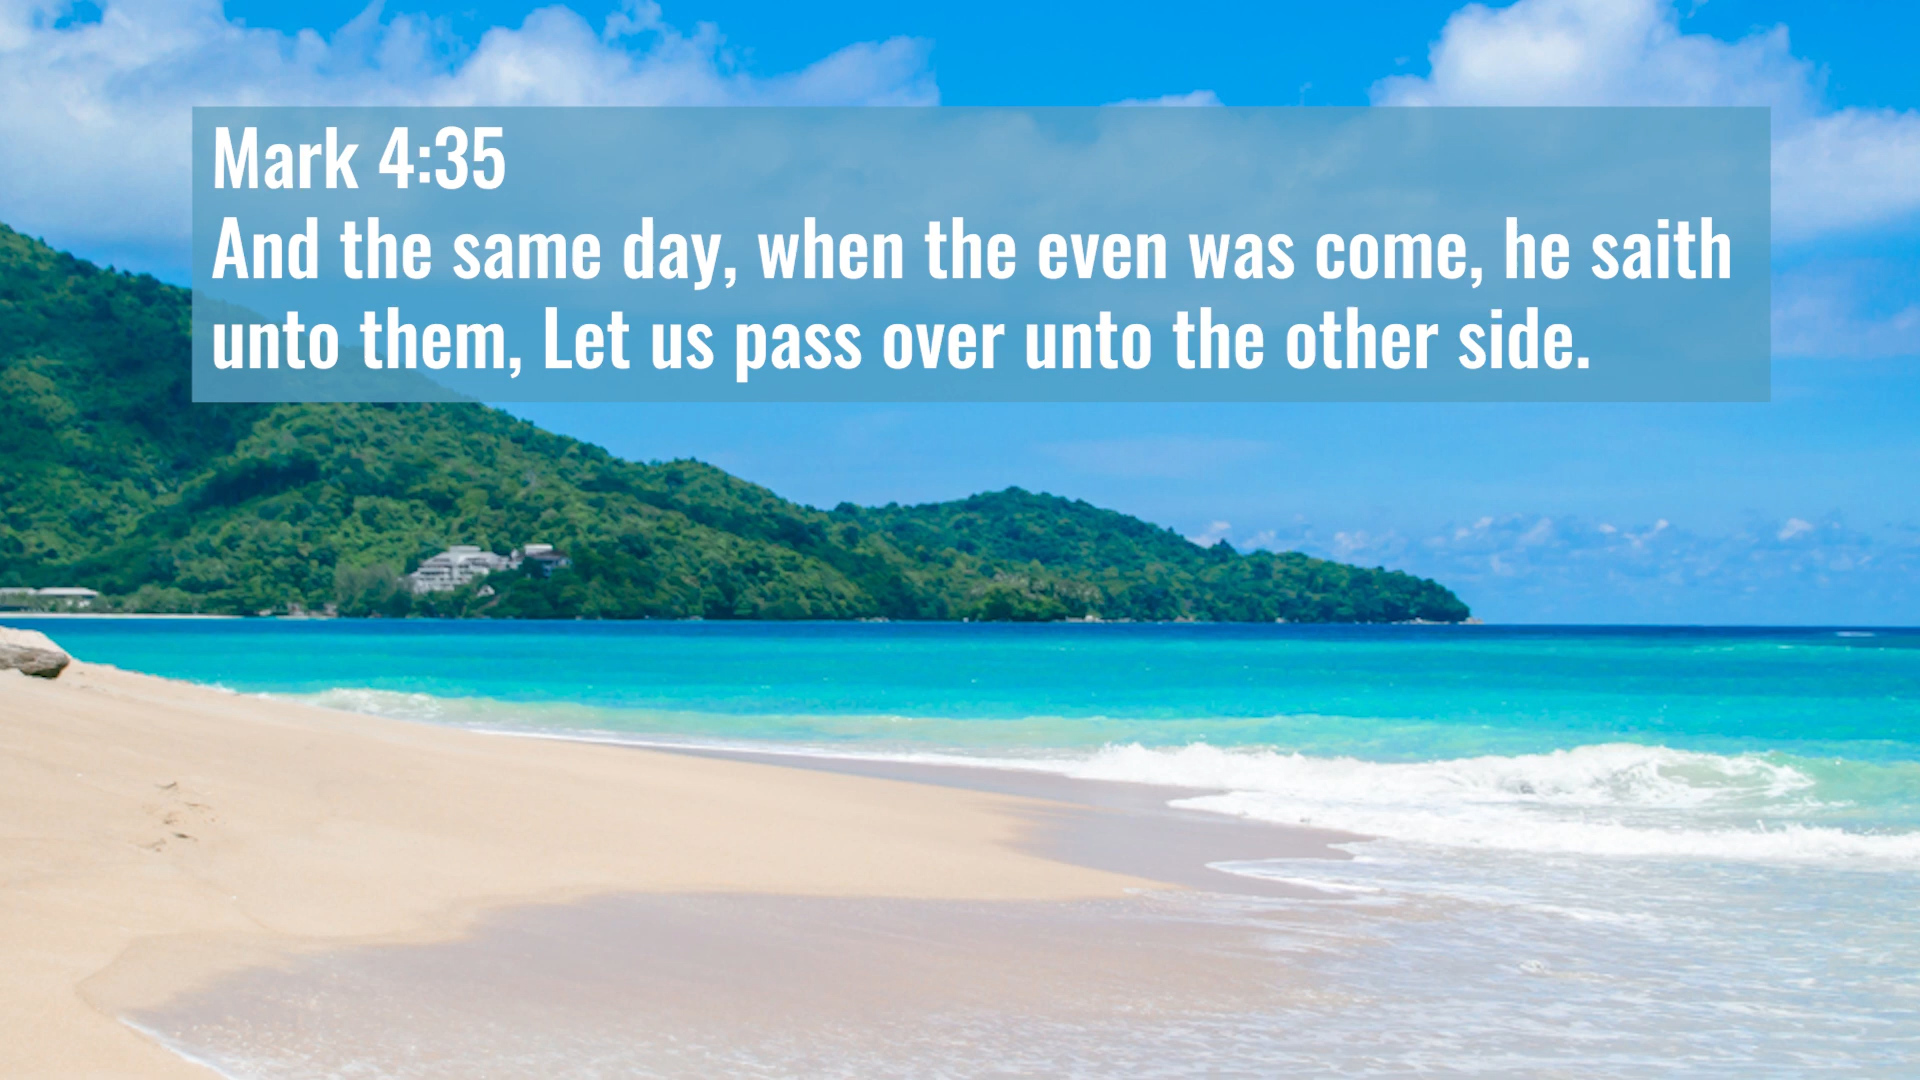 Mark 4:35
And the same day, when the even was come, he saith
unto them, Let us pass over unto the other side.